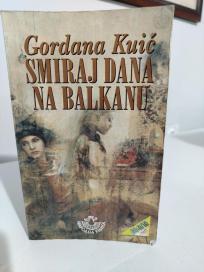 Gordana Kuić
SMIRAJ DANA
NA BALKANU